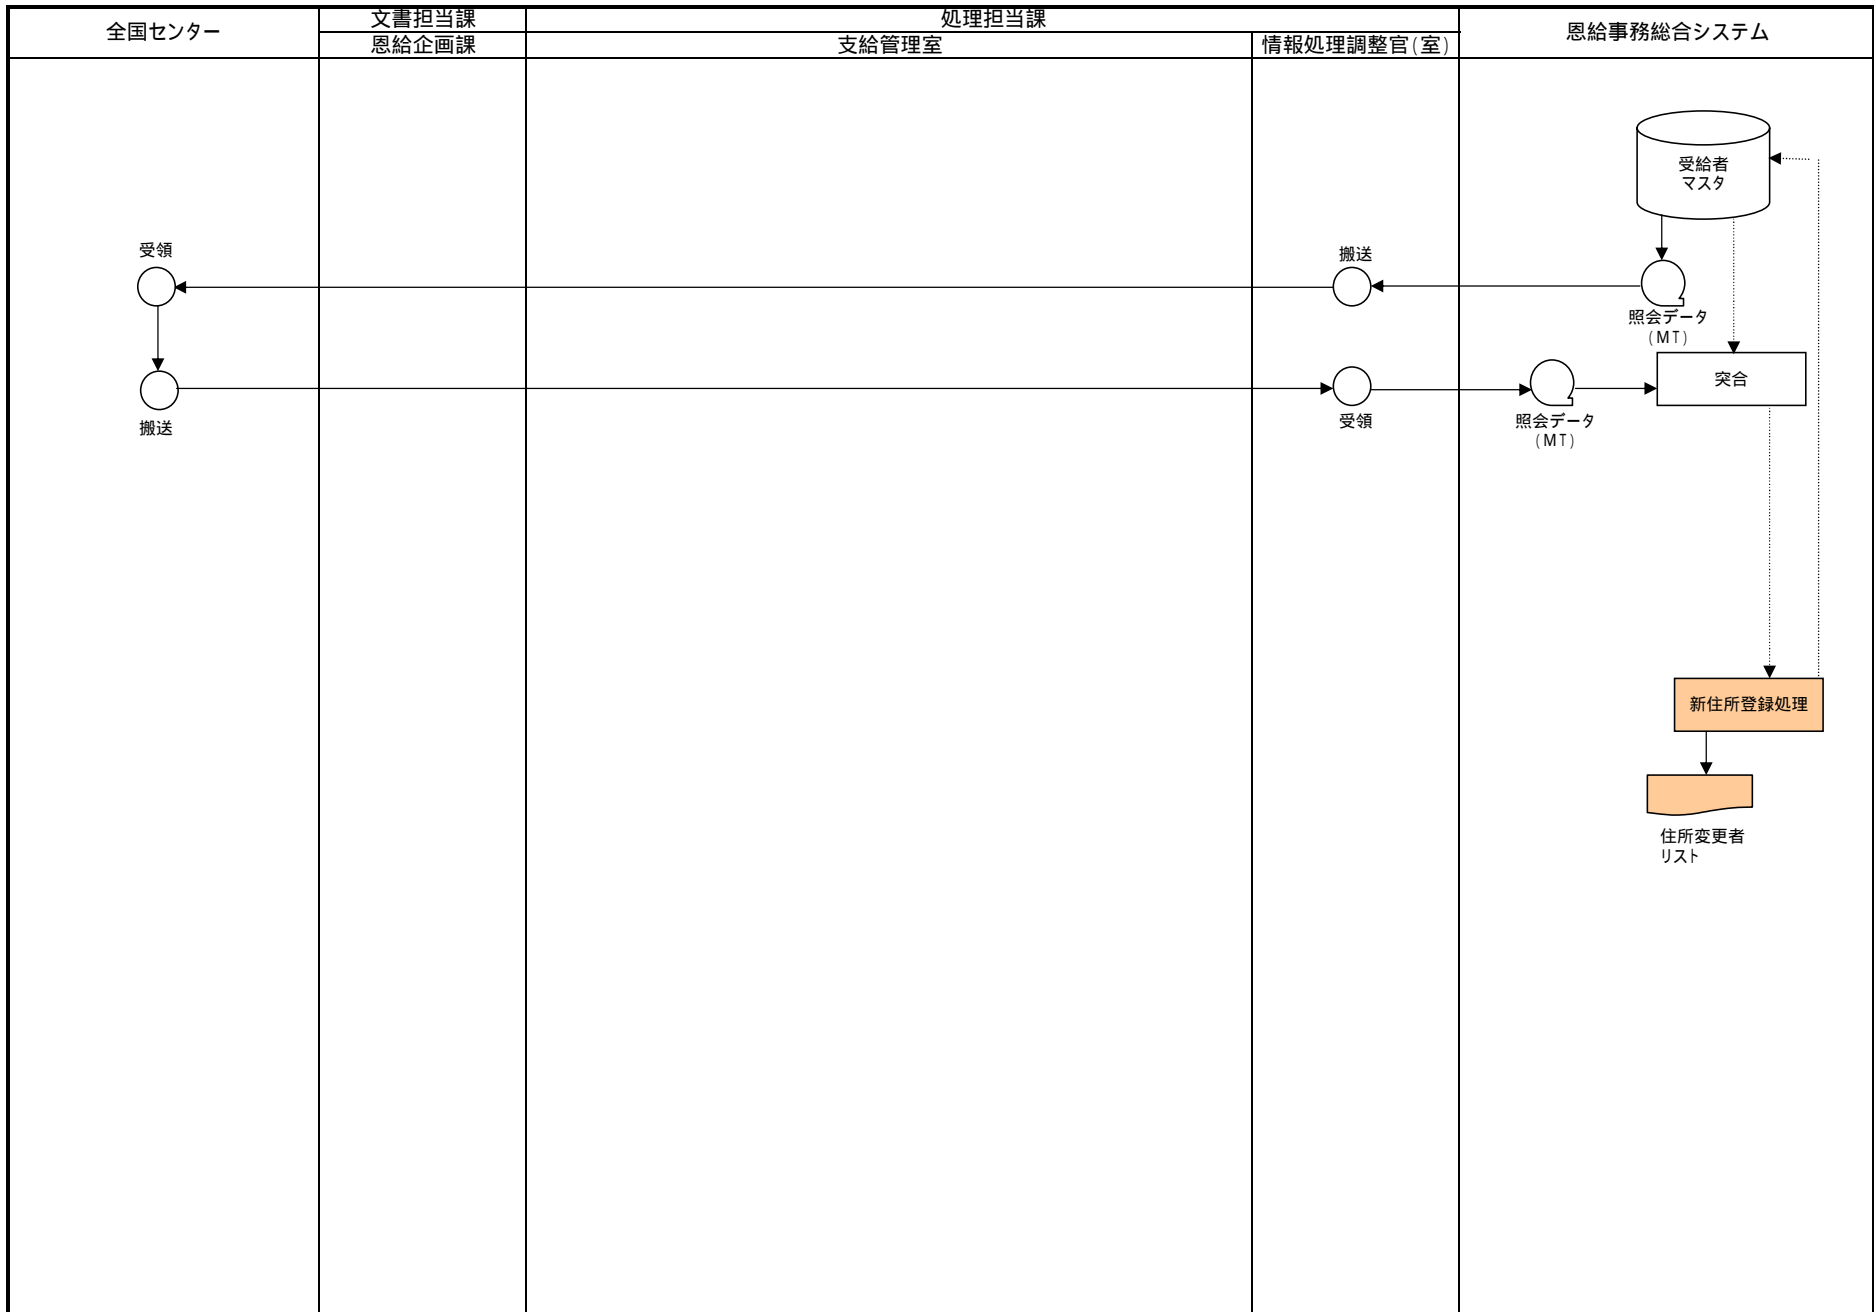 全国センター
文書担当課
処理担当課
恩給事務総合システム
恩給企画課
支給管理室
情報処理調整官(室)
受給者
マスタ
受領
搬送
照会データ
(MT)
突合
搬送
受領
照会データ
(MT)
新住所登録処理
住所変更者
リスト